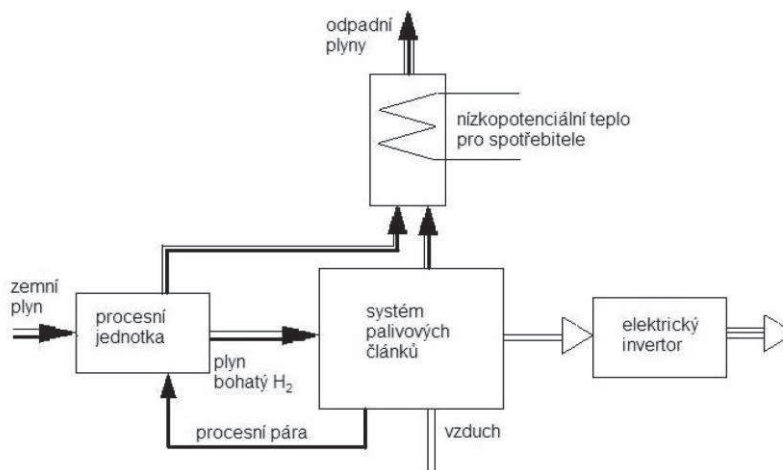 odpadní
plyny
nízkopotenciální teplo
pro spotřebitele
zemní
plyn
procesní
jednotka
plyn
bohatý H₂
systém
palivových
článků
elektrický
invertor
procesní pára
vzduch